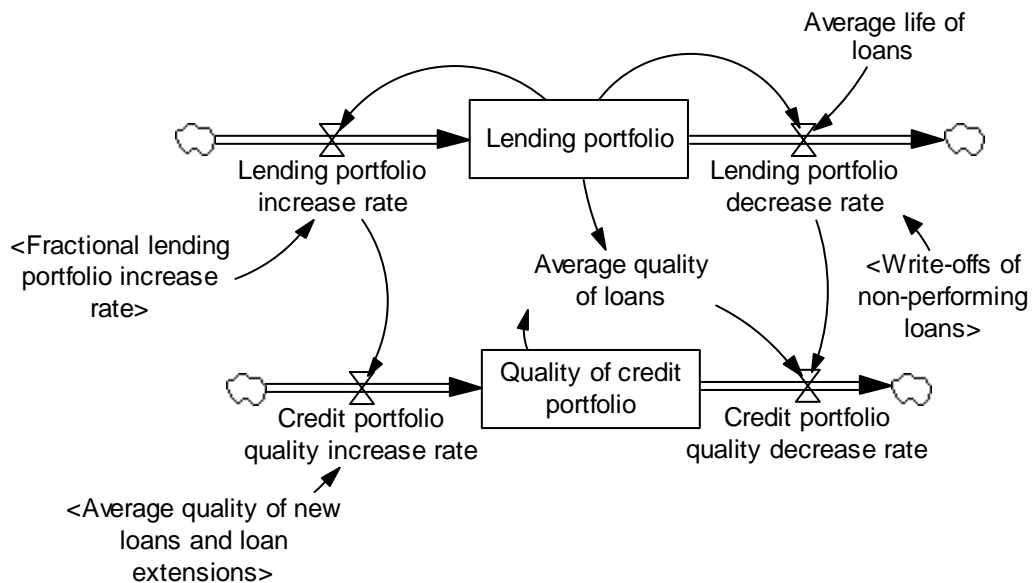 Average life of
loans
Lending portfolio
Lending portfolio
increase rate
Lending portfolio
decrease rate
<Fractional lending
portfolio increase
rate>
Average quality
of loans
<Write-offs of
non-performing
loans>
Quality of credit
portfolio
Credit portfolio
quality increase rate
Credit portfolio
quality decrease rate
<Average quality of new
loans and loan
extensions>